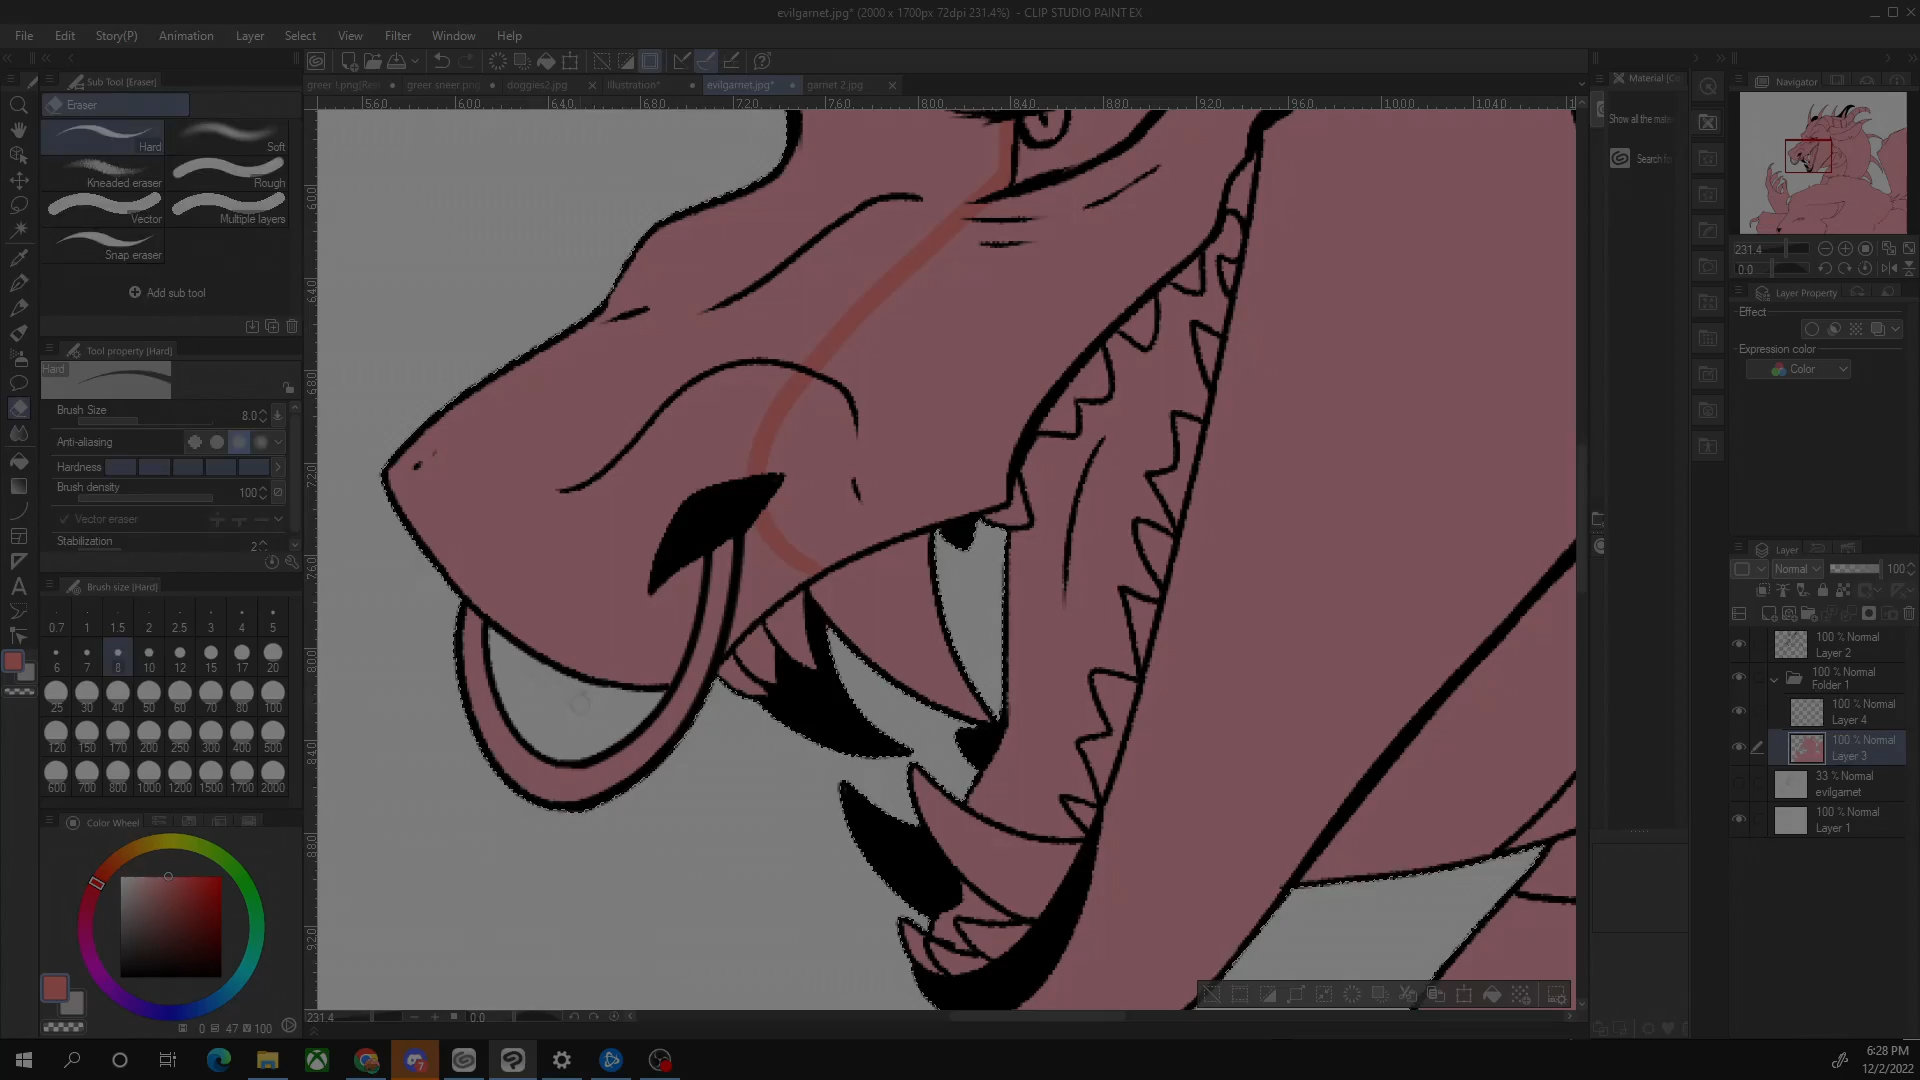 evilgarnet.jpg* (2000 x 1700px 72dpi 231.4%) - CLIP STUDIO PAINT EX
File Edit Story(P) Animation Layer Select View Filter Window Help
Sub Tool [Eraser]
greer sneer.png doggies2.jpg Illustration* evilgarnet.jpg* garnet 2.jpg
Eraser
Hard Soft
Kneaded eraser Rough
Vector Multiple layers
Snap eraser
Add sub tool
Tool property [Hard]
Hard
Brush Size 8.0
Anti-aliasing
Hardness
Brush density 100
Vector eraser
Stabilization 2
Brush size [Hard]
0.7 1 1.5 2 2.5 3 4 5
6 7 8 10 12 15 17 20
25 30 40 50 60 70 80 100
120 150 170 200 250 300 400 500
600 700 800 1000 1200 1500 1700 2000
Color Wheel
0 47 100
231.4 0.0
Show all the mate
Navigator
231.4
0.0
Layer Property
Effect
Expression color
Color
Layer
Normal 100
100 % Normal
Layer 2
100 % Normal
Folder 1
100 % Normal
Layer 4
100 % Normal
Layer 3
33 % Normal
evilgarnet
100 % Normal
Layer 1
7
6:28 PM
12/2/2022